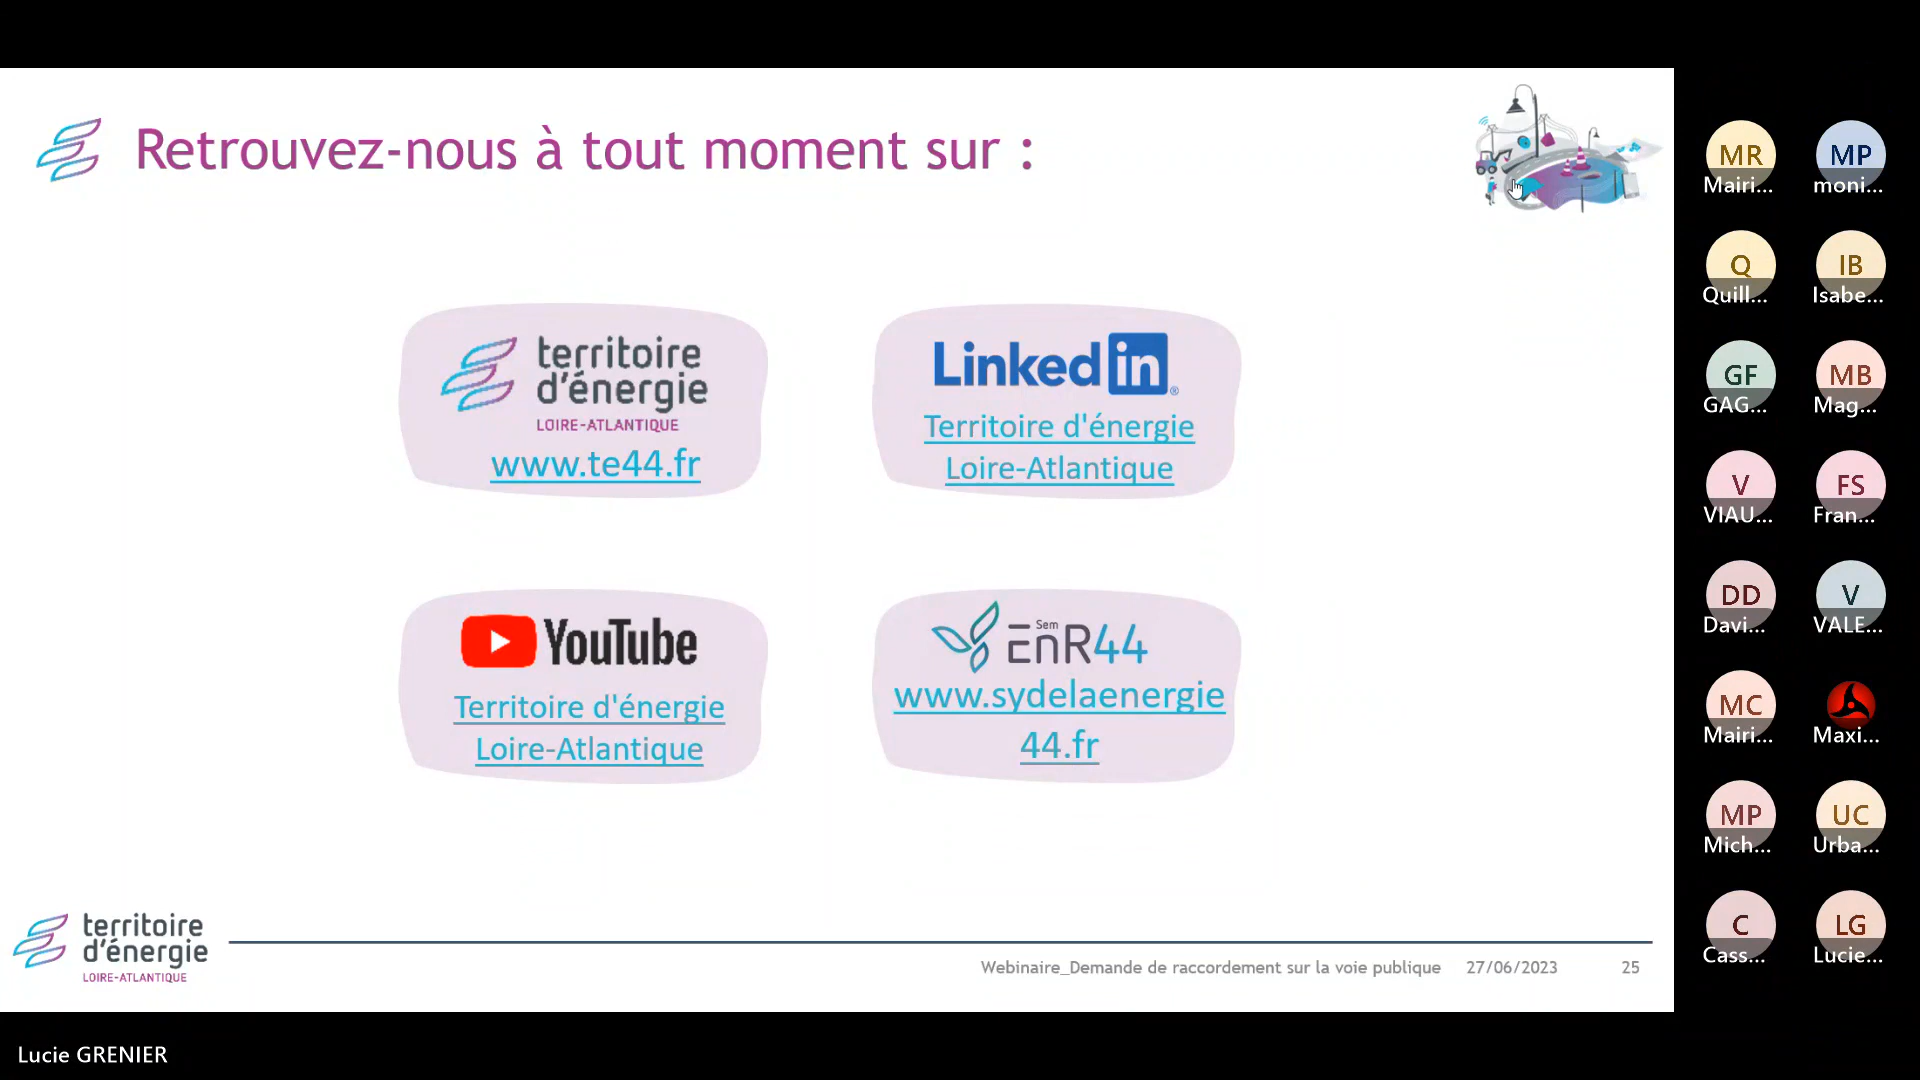 Retrouvez-nous à tout moment sur :
territoire
d'énergie
LOIRE-ATLANTIQUE
www.te44.fr
Linkedin®
Territoire d'énergie
Loire-Atlantique
YouTube
Territoire d'énergie
Loire-Atlantique
Sem
EnR44
www.sydelaenergie
44.fr
territoire
d'énergie
LOIRE-ATLANTIQUE
Webinaire_Demande de raccordement sur la voie publique 27/06/2023 25
MR MP
Mairi... moni...
Q IB
Quill... Isabe...
GF MB
GAG... Mag...
V FS
VIAU... Fran...
DD V
Davi... VALE...
MC
Mairi... Maxi...
MP UC
Mich... Urba...
C LG
Cass... Lucie...
Lucie GRENIER